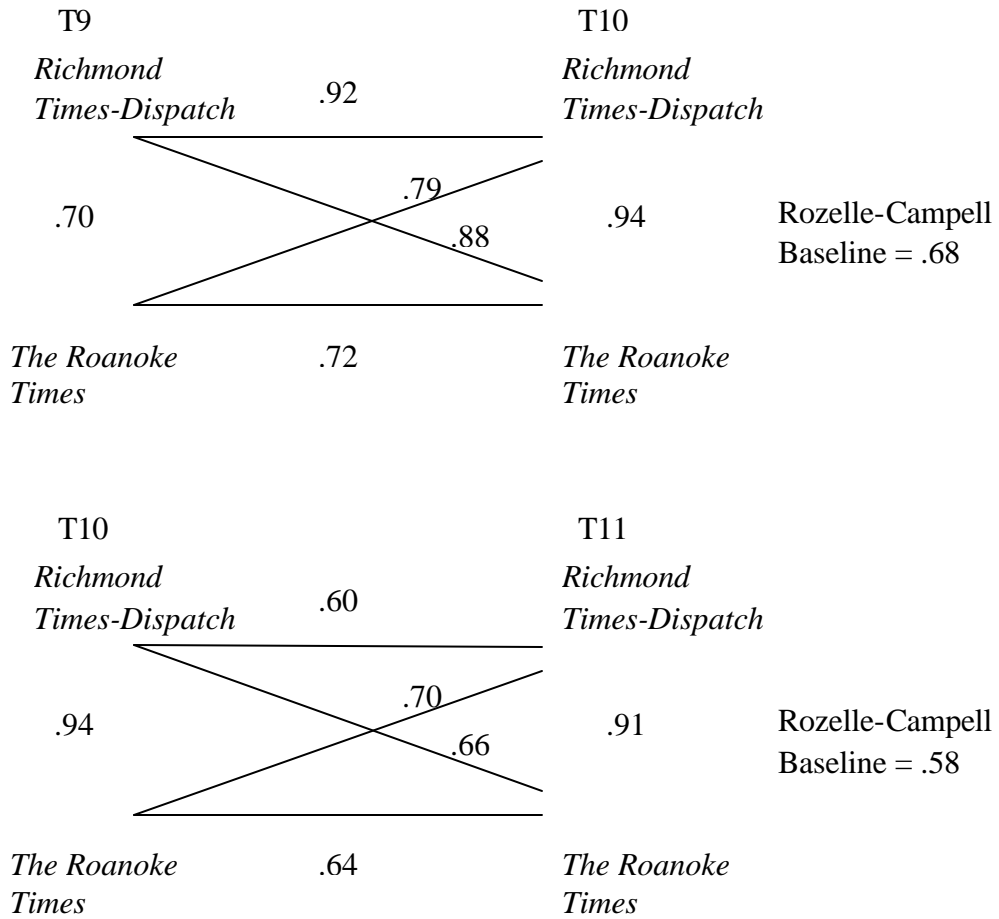 T9 T10
Richmond Richmond
Times-Dispatch .92 Times-Dispatch
.79
.70 .94 Rozelle-Campell
.88 Baseline = .68
The Roanoke .72 The Roanoke
Times Times
T10 T11
Richmond Richmond
Times-Dispatch .60 Times-Dispatch
.70
.94 .91 Rozelle-Campell
.66 Baseline = .58
The Roanoke .64 The Roanoke
Times Times